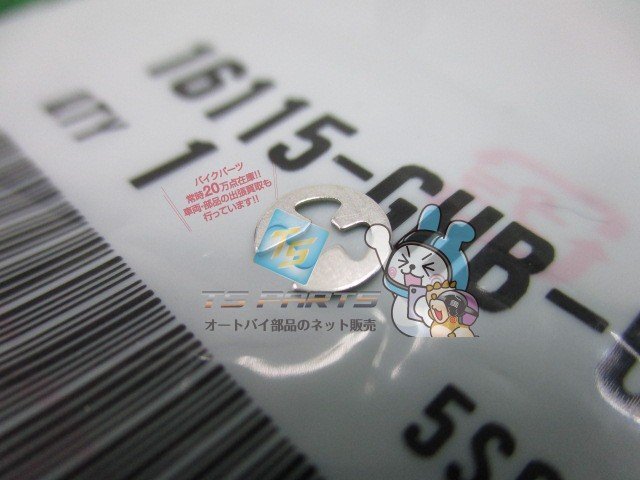 16115-GHB-
QTY
1
バイクパーツ
常時20万点在庫!!
車両・部品の出張買取も
行っています!!
TS
TS PARTS
オートバイ部品のネット販売